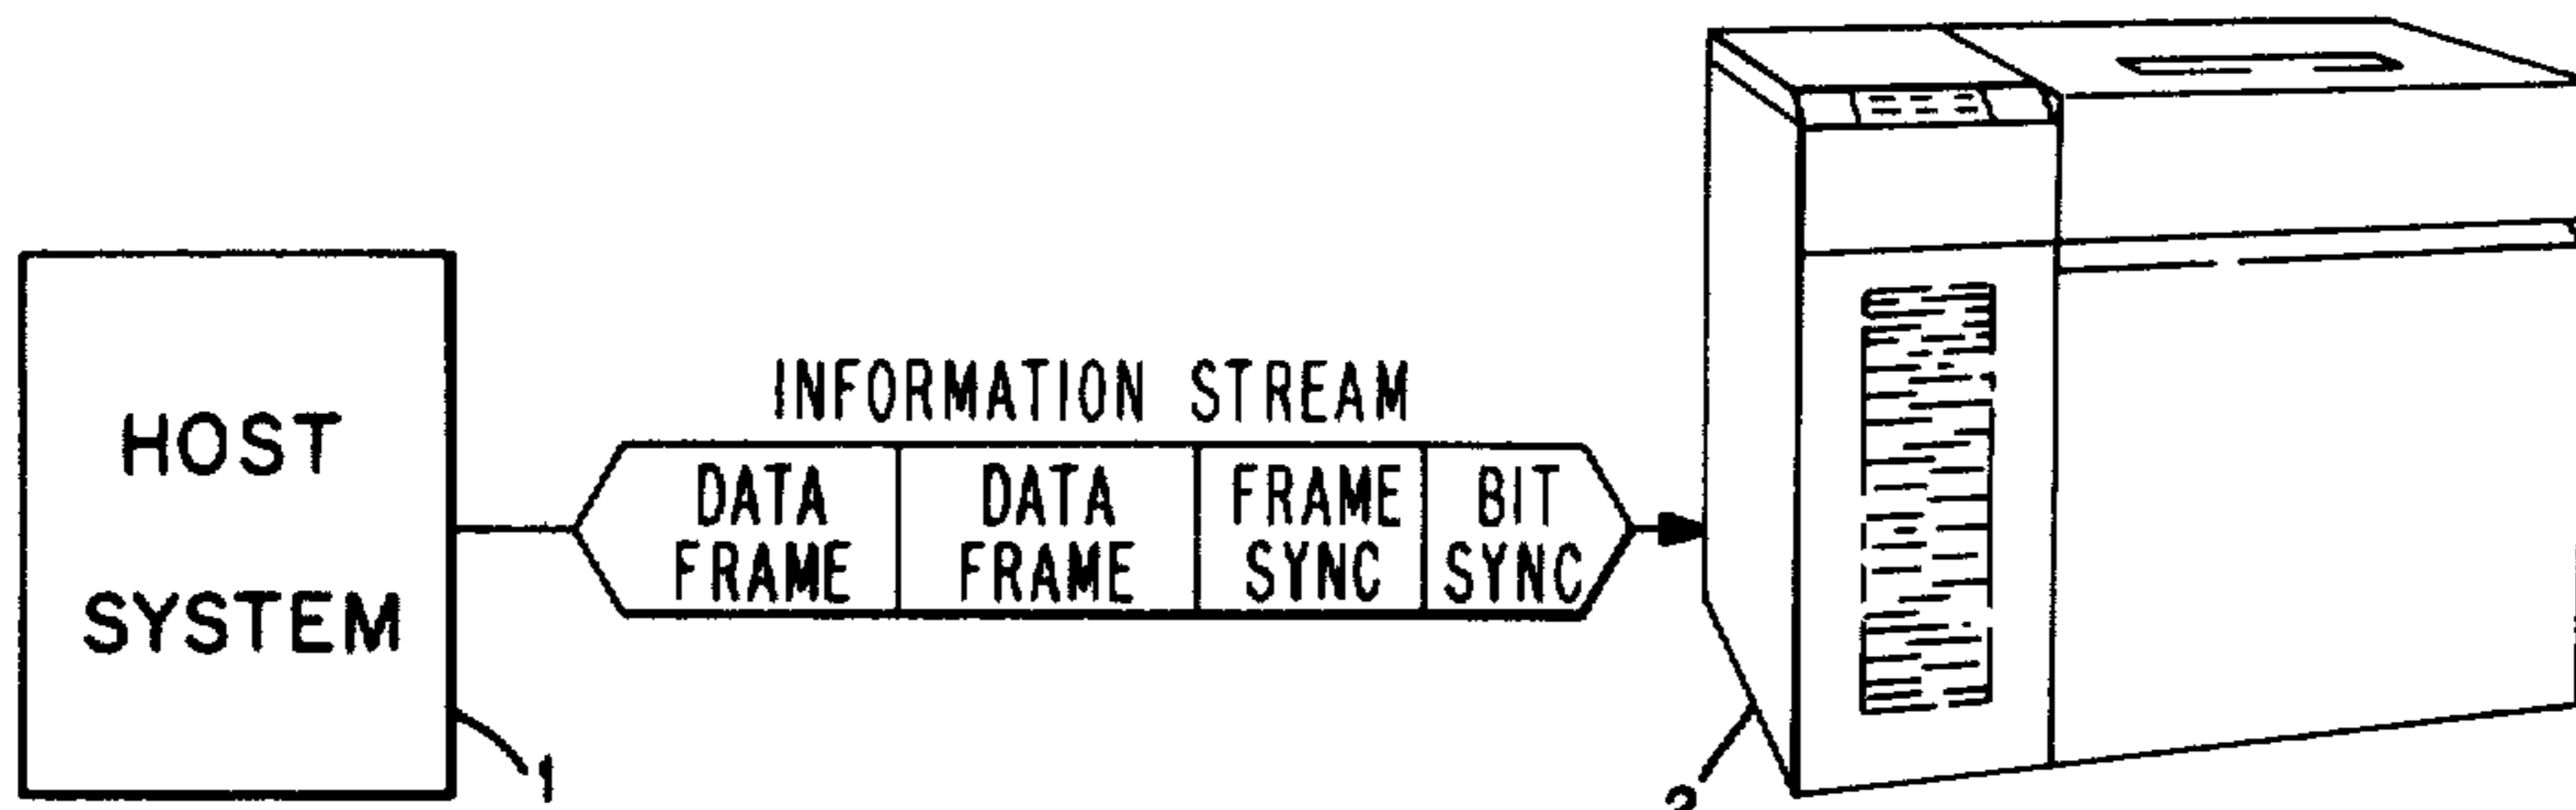 INFORMATION STREAM
HOST
SYSTEM
DATA
FRAME
DATA
FRAME
FRAME
SYNC
BIT
SYNC
1